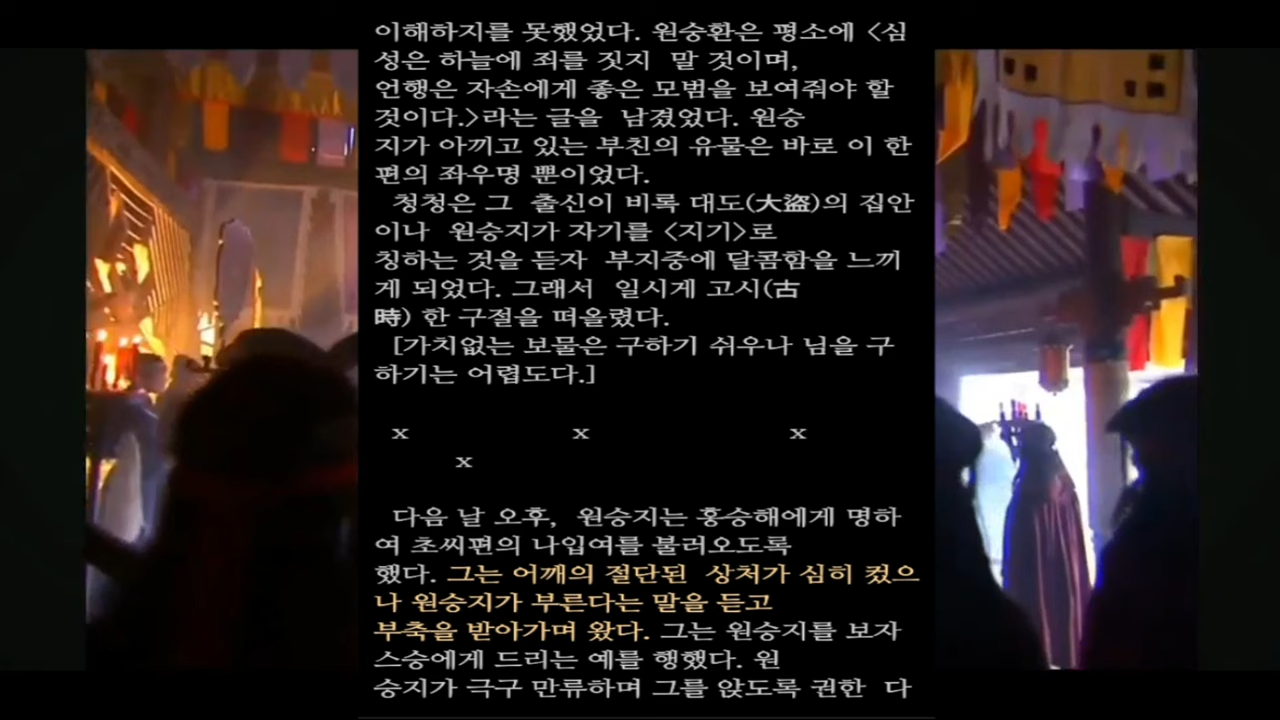 이해하지를 못했었다. 원숭환은 평소에 <심
성은 하늘에 죄를 짓지 말 것이며,
언행은 자손에게 좋은 모범을 보여줘야 할
것이다.>라는 글을 남겼었다. 원숭
지가 아끼고 있는 부친의 유물은 바로 이 한
편의 좌우명 뿐이었다.
청청은 그 출신이 비록 대도(大盜)의 집안
이나 원승지가 자기를 <지기>로
칭하는 것을 듣자 부지중에 달콤함을 느끼
게 되었다. 그래서 일시게 고시(古
時) 한 구절을 떠올렸다.
[가치없는 보물은 구하기 쉬우나 님을 구
하기는 어렵도다.]
x x x
x
다음 날 오후, 원승지는 홍승해에게 명하
여 초씨편의 나입여를 불러오도록
했다. 그는 어깨의 절단된 상처가 심히 컸으
나 원승지가 부른다는 말을 듣고
부축을 받아가며 왔다. 그는 원승지를 보자
스승에게 드리는 예를 행했다. 원
승지가 극구 만류하며 그를 앉도록 권한 다